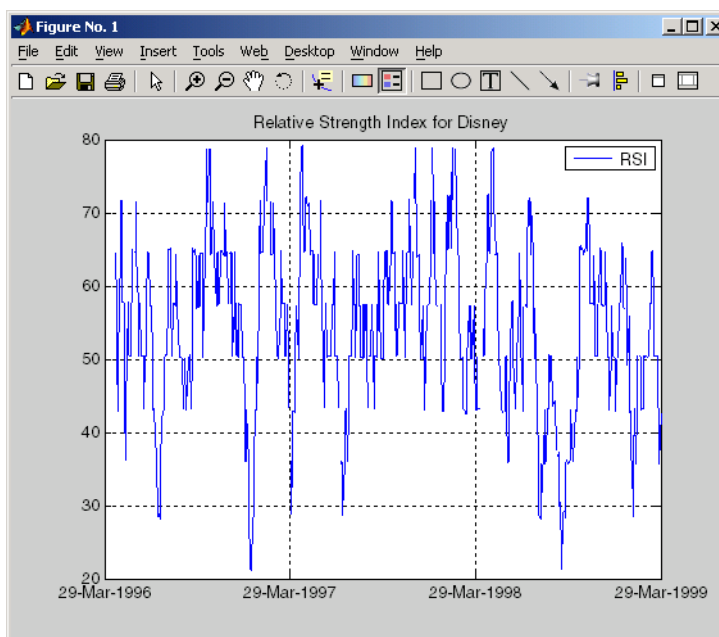 Figure No. 1
File Edit View Insert Tools Web Desktop Window Help
T
Relative Strength Index for Disney
RSI
80
70
60
50
40
30
20
29-Mar-1996 29-Mar-1997 29-Mar-1998 29-Mar-1999